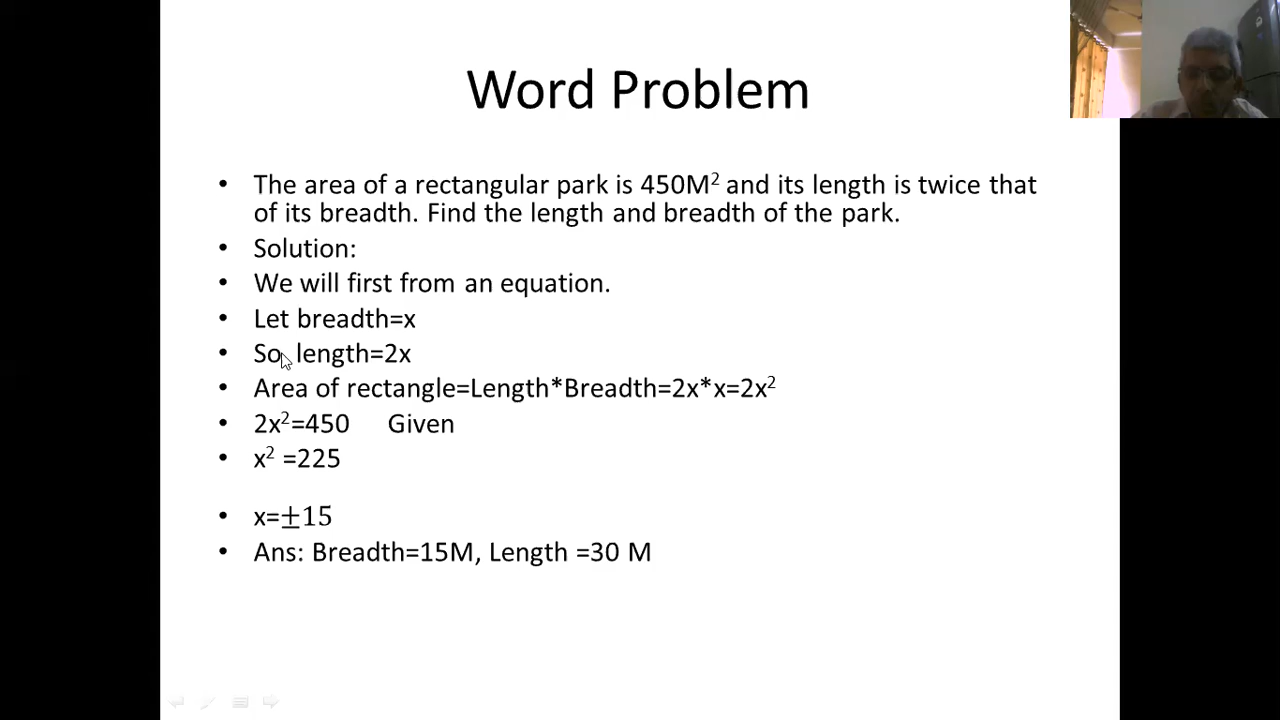 Word Problem
• The area of a rectangular park is 450M² and its length is twice that
of its breadth. Find the length and breadth of the park.
• Solution:
• We will first from an equation.
• Let breadth=x
• So length=2x
• Area of rectangle=Length*Breadth=2x*x=2x²
• 2x²=450 Given
• x² =225
• x=±15
• Ans: Breadth=15M, Length =30 M